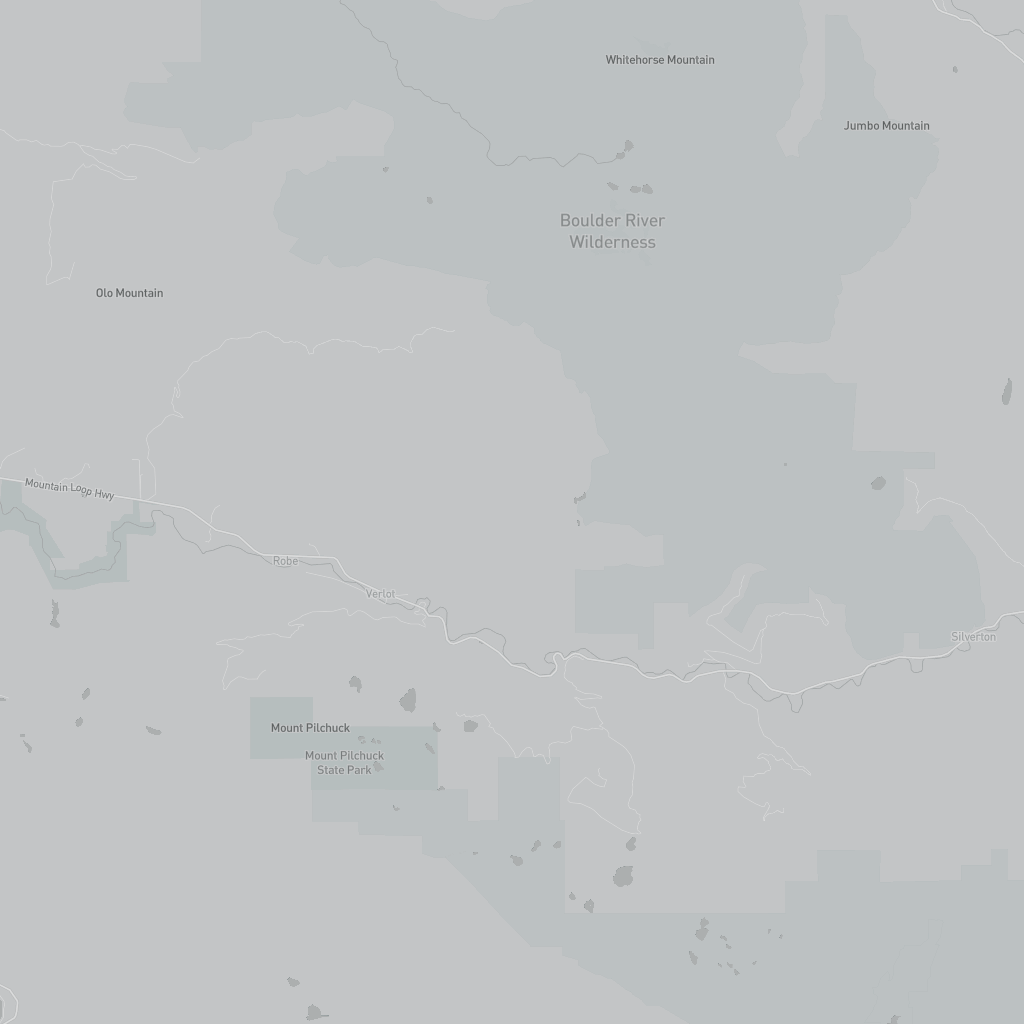 Whitehorse Mountain
Jumbo Mountain
Boulder River
Wilderness
Olo Mountain
Mountain Loop Hwy
Robe
Verlot
Silverton
Mount Pilchuck
Mount Pilchuck
State Park